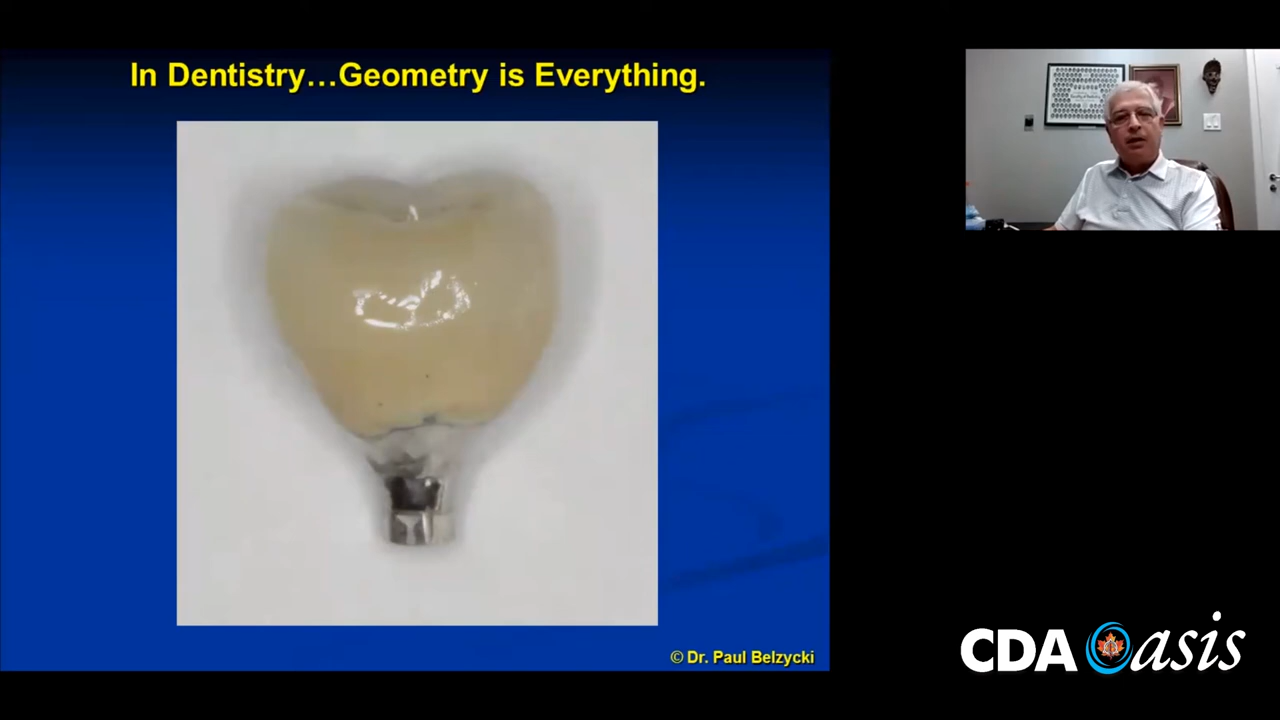 In Dentistry…Geometry is Everything.
© Dr. Paul Belzycki
CDA Oasis